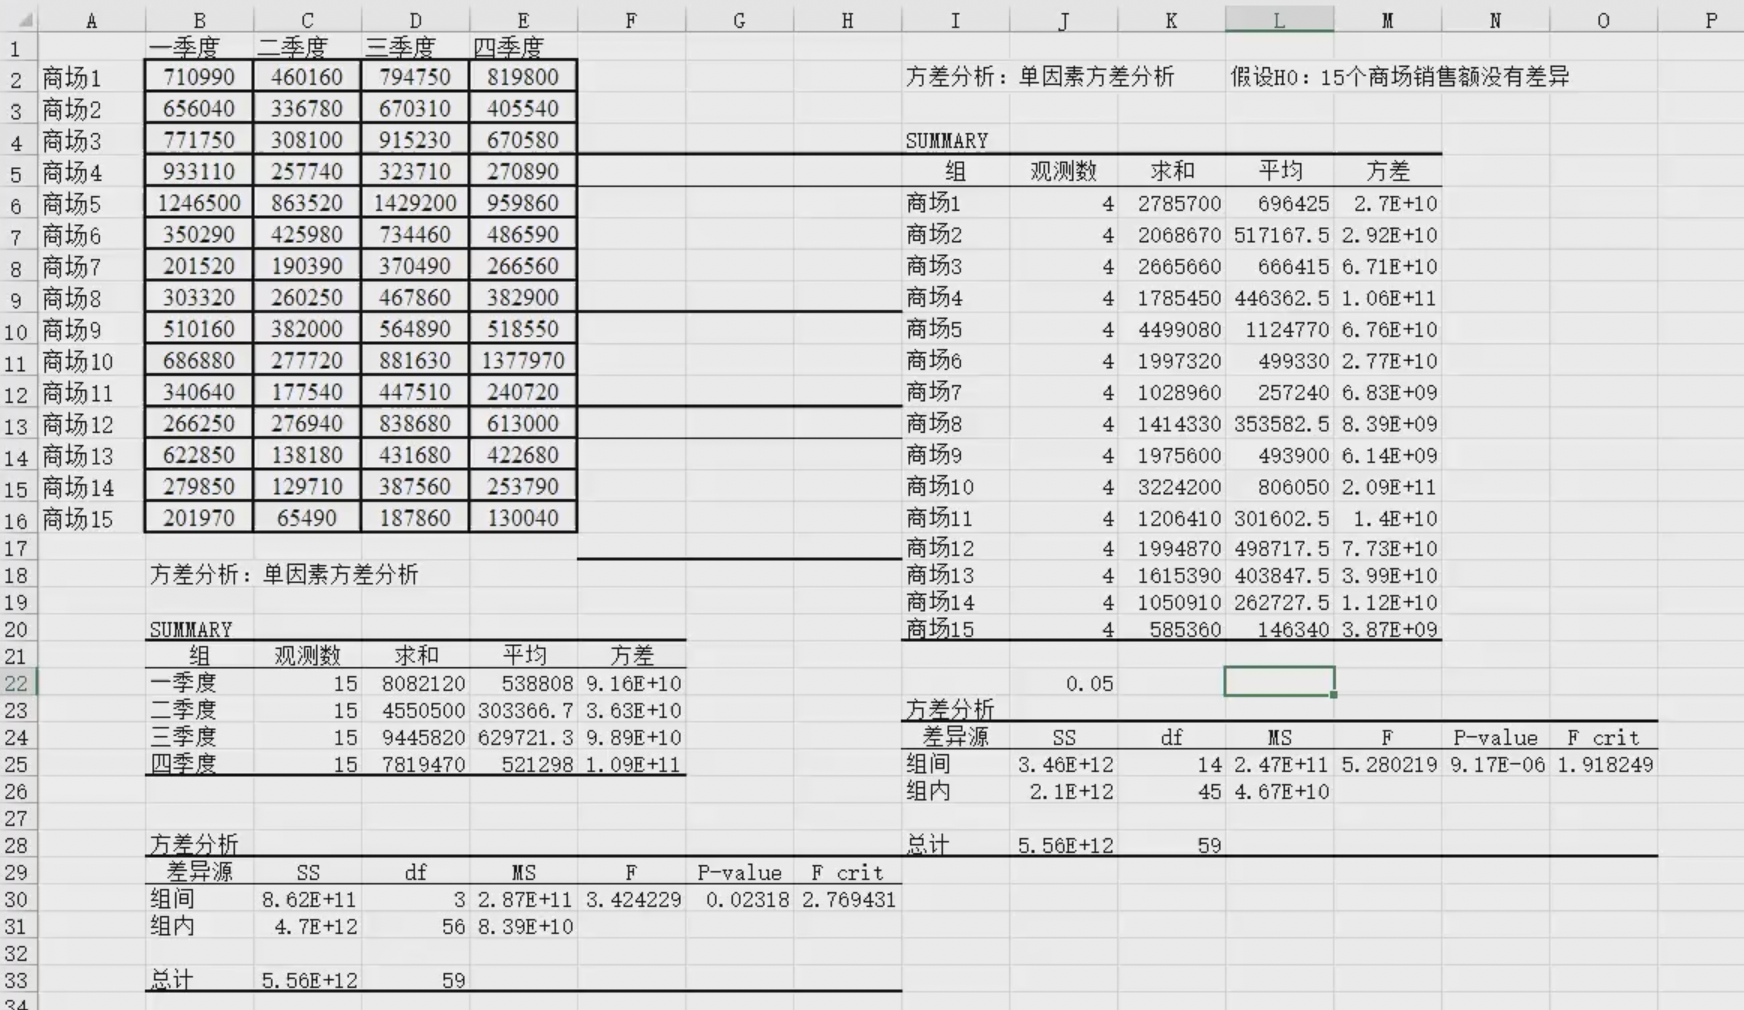 A B C D E F G H I J K L M N O P
1 一季度 二季度 三季度 四季度
2 商场1 710990 460160 794750 819800 方差分析：单因素方差分析 假设H0：15个商场销售额没有差异
3 商场2 656040 336780 670310 405540
4 商场3 771750 308100 915230 670580 SUMMARY
5 商场4 933110 257740 323710 270890 组 观测数 求和 平均 方差
6 商场5 1246500 863520 1429200 959860 商场1 4 2785700 696425 2.7E+10
7 商场6 350290 425980 734460 486590 商场2 4 2068670 517167.5 2.92E+10
8 商场7 201520 190390 370490 266560 商场3 4 2665660 666415 6.71E+10
9 商场8 303320 260250 467860 382900 商场4 4 1785450 446362.5 1.06E+11
10 商场9 510160 382000 564890 518550 商场5 4 4499080 1124770 6.76E+10
11 商场10 686880 277720 881630 1377970 商场6 4 1997320 499330 2.77E+10
12 商场11 340640 177540 447510 240720 商场7 4 1028960 257240 6.83E+09
13 商场12 266250 276940 838680 613000 商场8 4 1414330 353582.5 8.39E+09
14 商场13 622850 138180 431680 422680 商场9 4 1975600 493900 6.14E+09
15 商场14 279850 129710 387560 253790 商场10 4 3224200 806050 2.09E+11
16 商场15 201970 65490 187860 130040 商场11 4 1206410 301602.5 1.4E+10
17 商场12 4 1994870 498717.5 7.73E+10
18 方差分析：单因素方差分析 商场13 4 1615390 403847.5 3.99E+10
19 商场14 4 1050910 262727.5 1.12E+10
20 SUMMARY 商场15 4 585360 146340 3.87E+09
21 组 观测数 求和 平均 方差
22 一季度 15 8082120 538808 9.16E+10 0.05
23 二季度 15 4550500 303366.7 3.63E+10 方差分析
24 三季度 15 9445820 629721.3 9.89E+10 差异源 SS df MS F P-value F crit
25 四季度 15 7819470 521298 1.09E+11 组间 3.46E+12 14 2.47E+11 5.280219 9.17E-06 1.918249
26 组内 2.1E+12 45 4.67E+10
27
28 方差分析 总计 5.56E+12 59
29 差异源 SS df MS F P-value F crit
30 组间 8.62E+11 3 2.87E+11 3.424229 0.02318 2.769431
31 组内 4.7E+12 56 8.39E+10
32
33 总计 5.56E+12 59
34